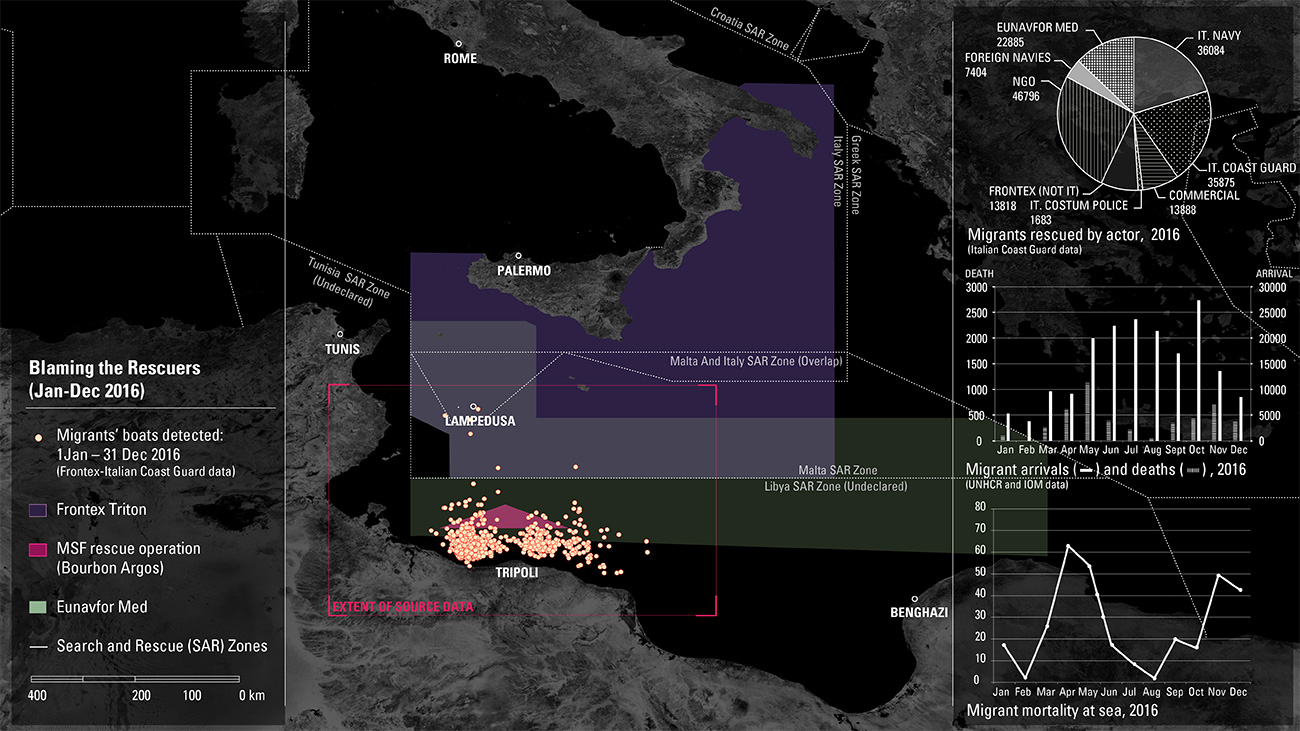 Blaming the Rescuers
(Jan-Dec 2016)
Migrants' boats detected:
1Jan – 31 Dec 2016
(Frontex-Italian Coast Guard data)
Frontex Triton
MSF rescue operation
(Bourbon Argos)
Eunavfor Med
Search and Rescue (SAR) Zones
400 200 100 0 km
ROME
PALERMO
TUNIS
LAMPEDUSA
TRIPOLI
BENGHAZI
Croatia SAR Zone
Tunisia SAR Zone
(Undeclared)
Italy SAR Zone
Greek SAR Zone
Malta And Italy SAR Zone (Overlap)
Malta SAR Zone
Libya SAR Zone (Undeclared)
EXTENT OF SOURCE DATA
EUNAVFOR MED
22885
IT. NAVY
36084
FOREIGN NAVIES
7404
NGO
46796
IT. COAST GUARD
35875
COMMERCIAL
13888
FRONTEX (NOT IT)
13818
IT. COSTUM POLICE
1683
Migrants rescued by actor, 2016
(Italian Coast Guard data)
DEATH ARRIVAL
3000 30000
2500 25000
2000 20000
1500 15000
1000 10000
500 5000
0 0
Jan Feb Mar Apr May Jun Jul Aug Sept Oct Nov Dec
Migrant arrivals ( ) and deaths ( ) , 2016
(UNHCR and IOM data)
80
70
60
50
40
30
20
10
0
Jan Feb Mar Apr May Jun Jul Aug Sep Oct Nov Dec
Migrant mortality at sea, 2016